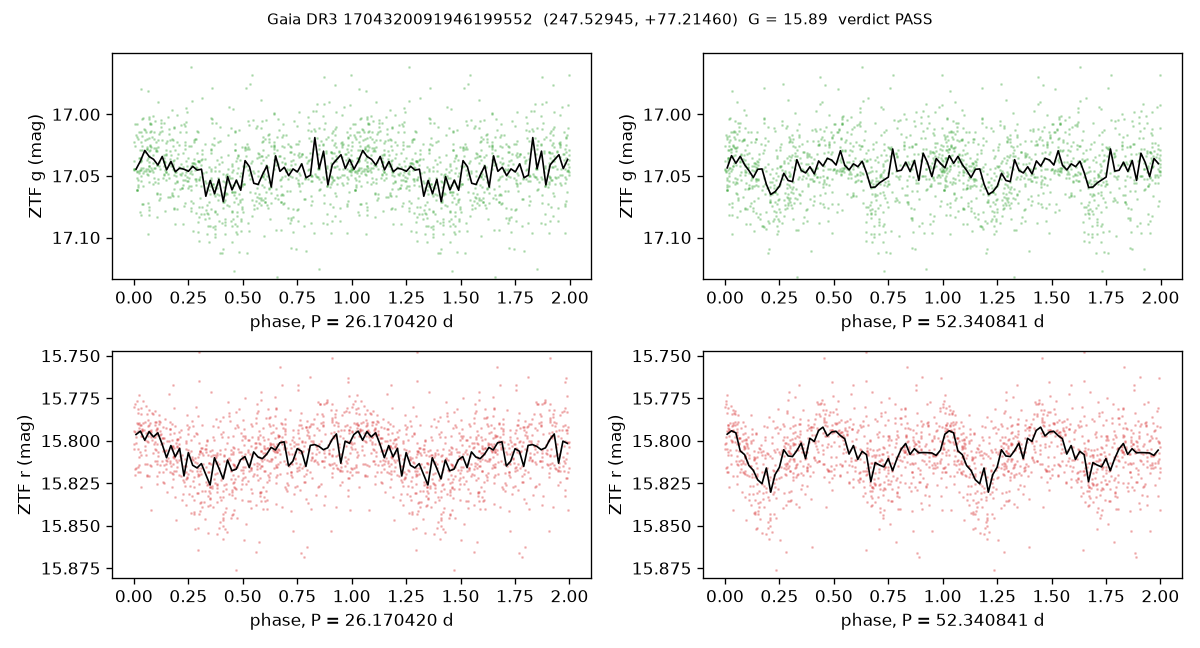 Gaia DR3 1704320091946199552 (247.52945, +77.21460) G = 15.89 verdict PASS
ZTF g (mag)
17.00
17.05
17.10
0.00 0.25 0.50 0.75 1.00 1.25 1.50 1.75 2.00
phase, P = 26.170420 d
ZTF g (mag)
17.00
17.05
17.10
0.00 0.25 0.50 0.75 1.00 1.25 1.50 1.75 2.00
phase, P = 52.340841 d
ZTF r (mag)
15.750
15.775
15.800
15.825
15.850
15.875
0.00 0.25 0.50 0.75 1.00 1.25 1.50 1.75 2.00
phase, P = 26.170420 d
ZTF r (mag)
15.750
15.775
15.800
15.825
15.850
15.875
0.00 0.25 0.50 0.75 1.00 1.25 1.50 1.75 2.00
phase, P = 52.340841 d